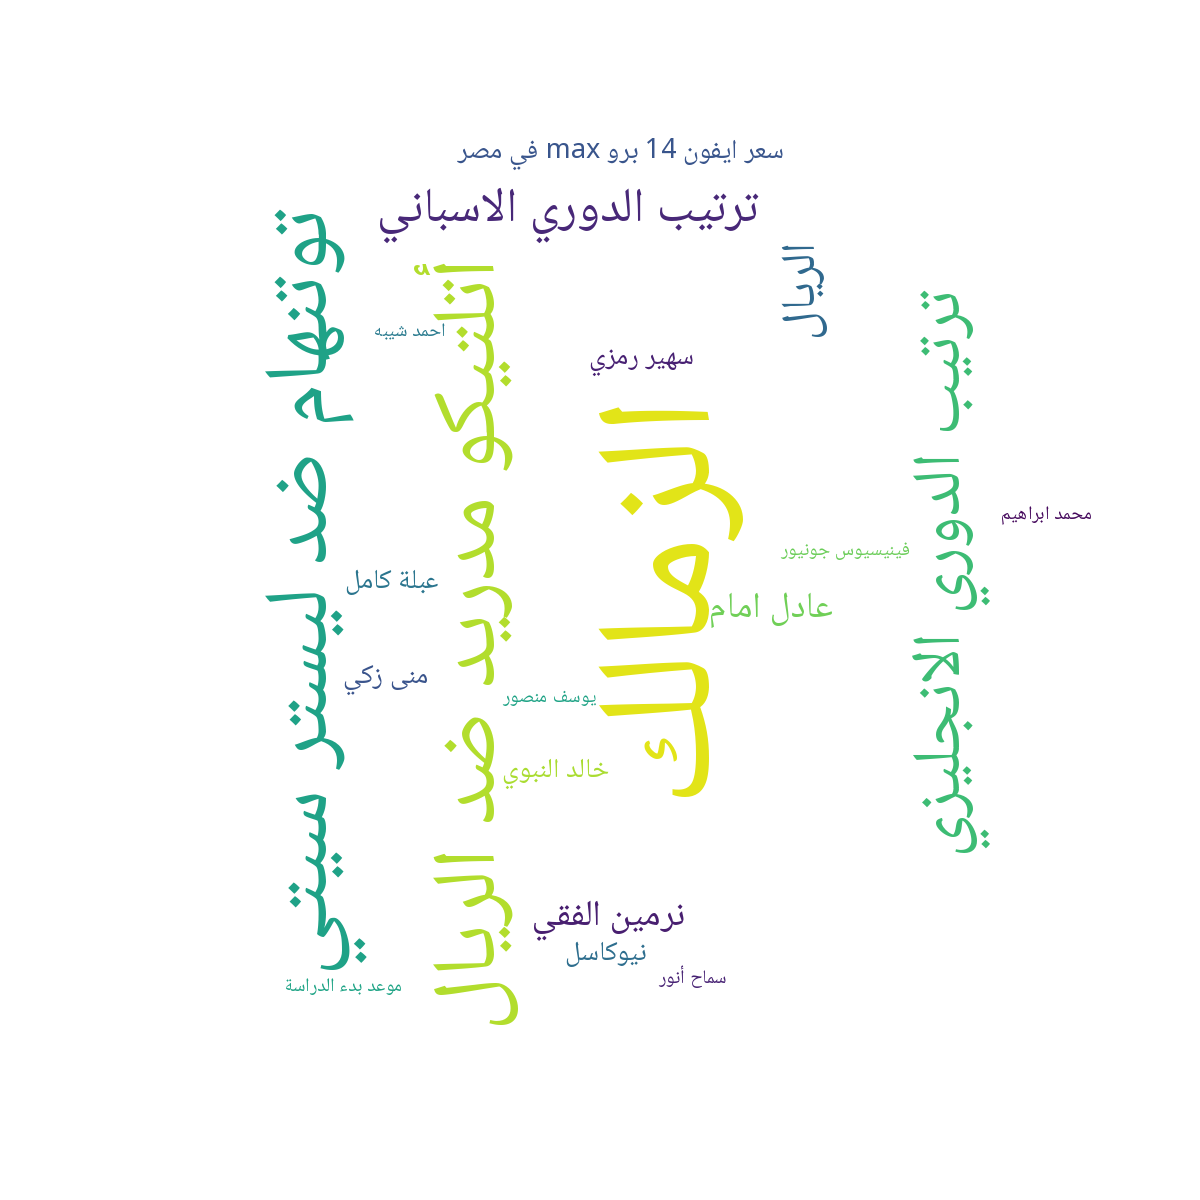 سعر ايفون 14 برو max في مصر
ترتيب الدوري الاسباني
توتنهام ضد ليستر سيتي
أتلتيكو مدريد ضد الريال
الريال
ترتيب الدوري الانجليزي
احمد شيبه
سهير رمزي
الزمالك
محمد ابراهيم
فينيسيوس جونيور
عبلة كامل
عادل امام
منى زكي
يوسف منصور
خالد النبوي
نرمين الفقي
نيوكاسل
سماح أنور
موعد بدء الدراسة